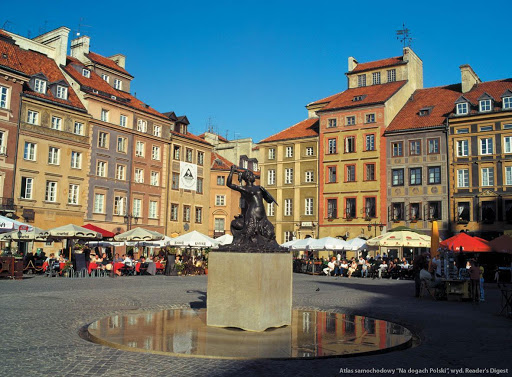 Atlas samochodowy "Na dogach Polski", wyd. Reader's Digest